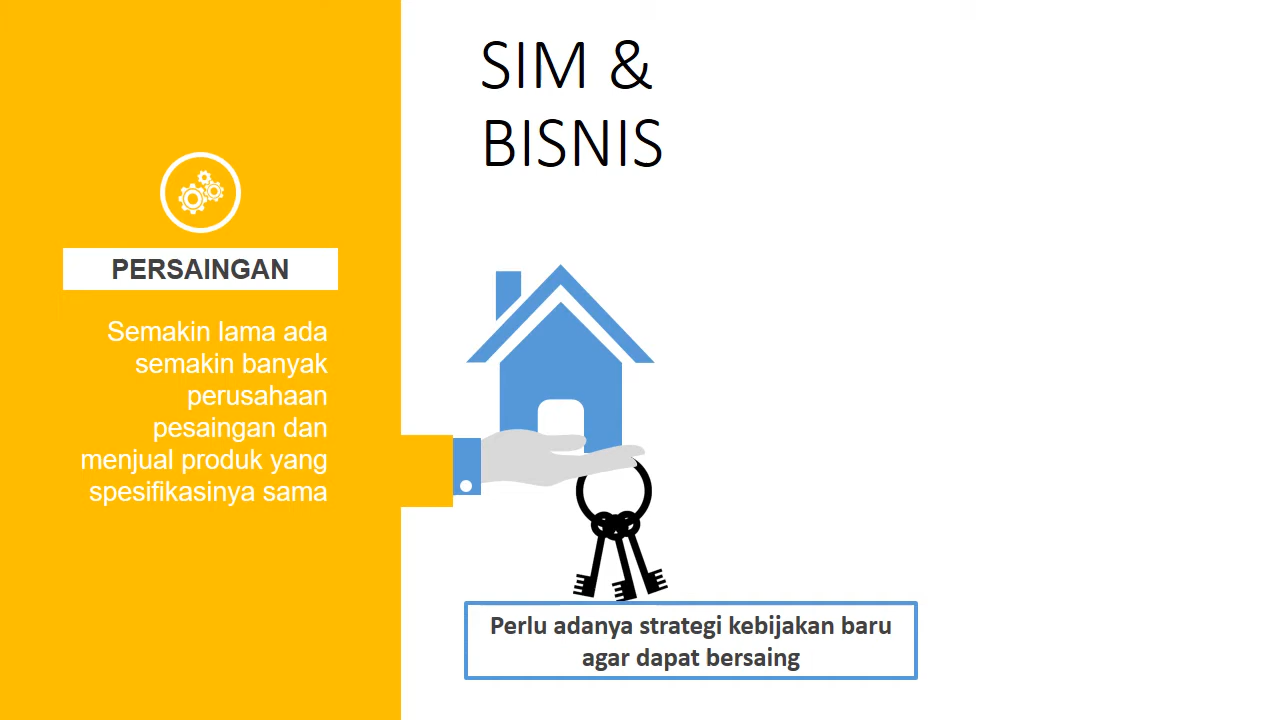 SIM &
BISNIS
PERSAINGAN
Semakin lama ada
semakin banyak
perusahaan
pesaingan dan
menjual produk yang
spesifikasinya sama
Perlu adanya strategi kebijakan baru
agar dapat bersaing